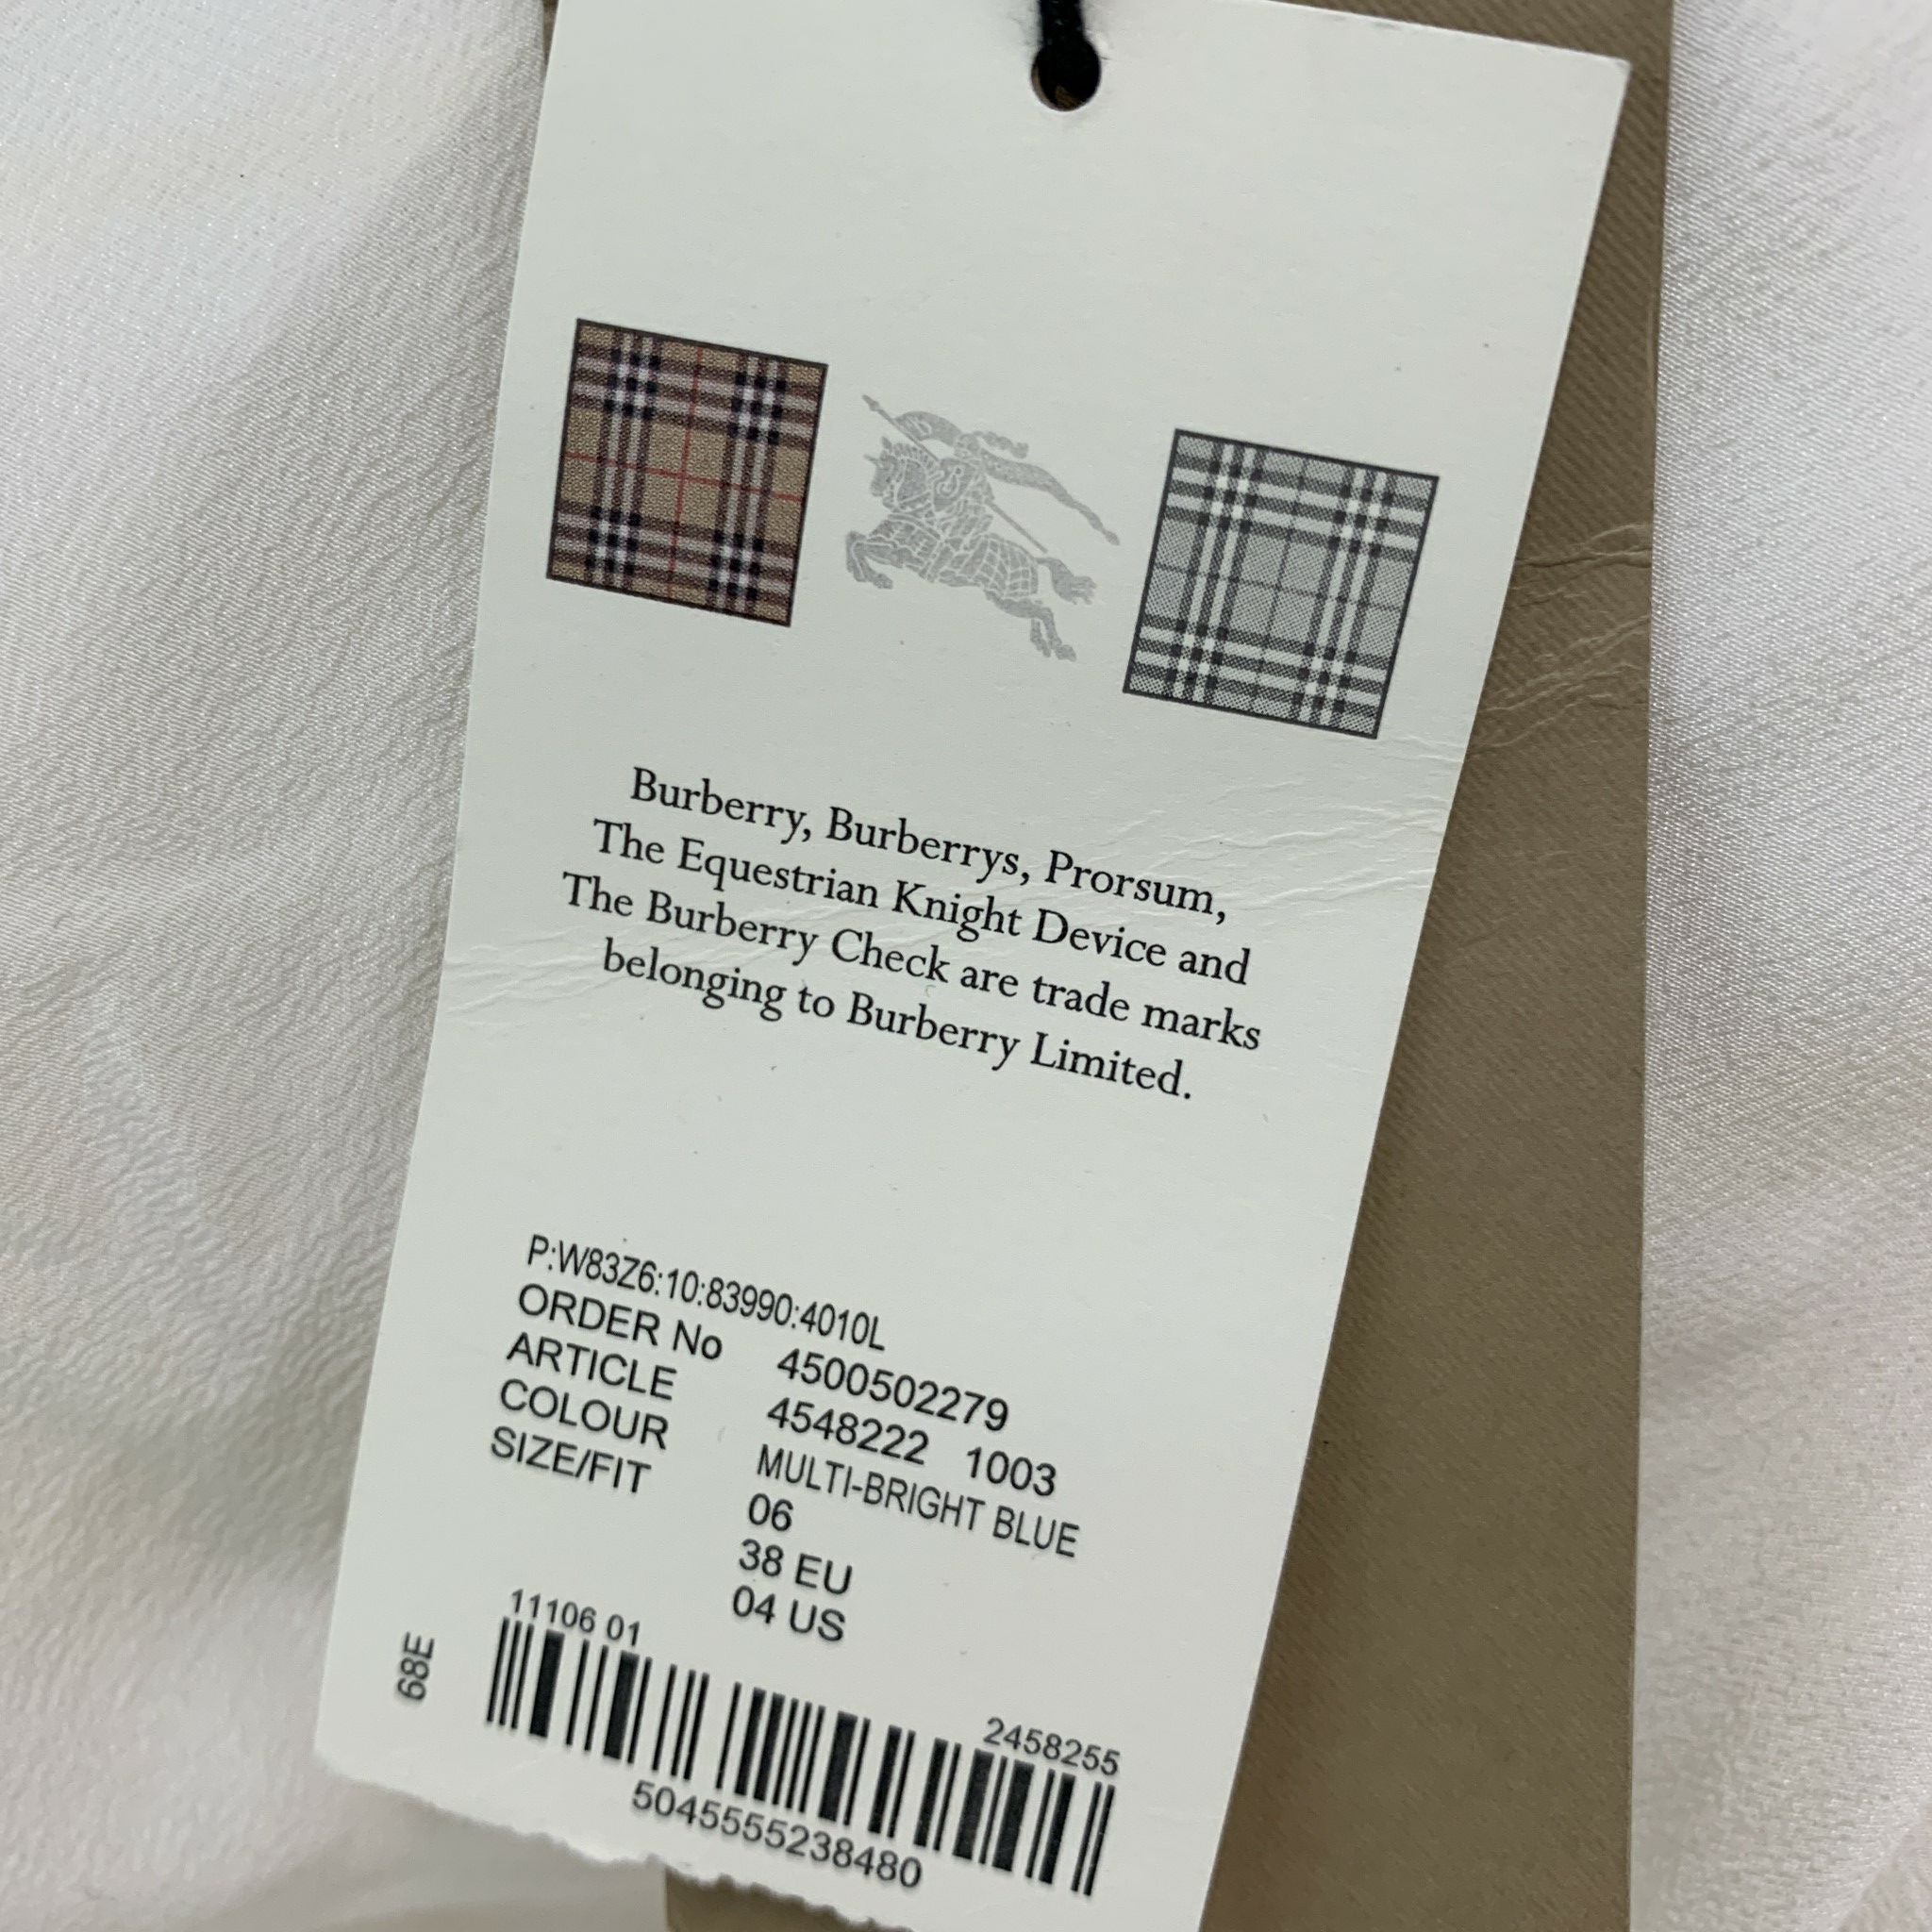 Burberry, Burberrys, Prorsum,
The Equestrian Knight Device and
The Burberry Check are trade marks
belonging to Burberry Limited.
P:W83Z6:10:83990:4010L
ORDER No 4500502279
ARTICLE 4548222 1003
COLOUR MULTI-BRIGHT BLUE
SIZE/FIT 06
38 EU
04 US
11106 01
68E
2458255
5045555238480